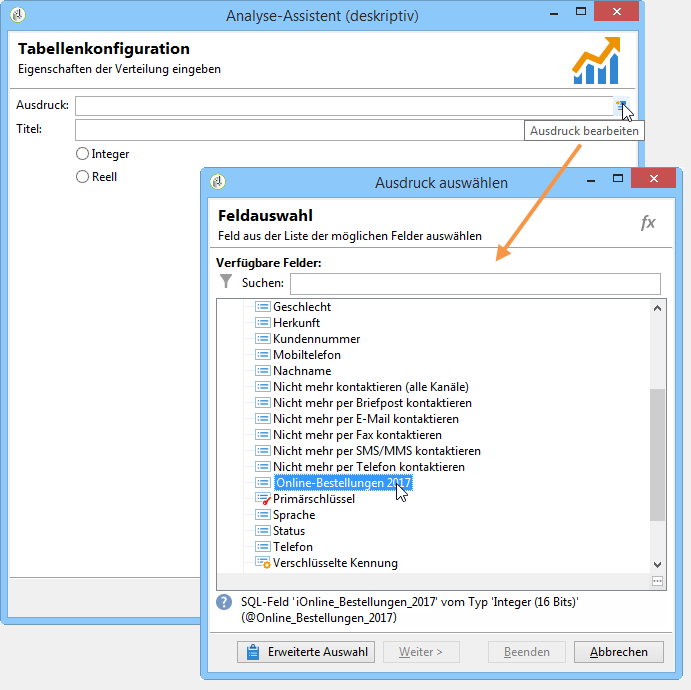 Analyse-Assistent (deskriptiv)
Tabellenkonfiguration
Eigenschaften der Verteilung eingeben
Ausdruck:
Titel:
Ausdruck bearbeiten
Integer
Reell
Ausdruck auswählen
Feldauswahl
Feld aus der Liste der möglichen Felder auswählen
fx
Verfügbare Felder:
Suchen:
Geschlecht
Herkunft
Kundennummer
Mobiltelefon
Nachname
Nicht mehr kontaktieren (alle Kanäle)
Nicht mehr per Briefpost kontaktieren
Nicht mehr per E-Mail kontaktieren
Nicht mehr per Fax kontaktieren
Nicht mehr per SMS/MMS kontaktieren
Nicht mehr per Telefon kontaktieren
Online-Bestellungen 2017
Primärschlüssel
Sprache
Status
Telefon
Verschlüsselte Kennung
SQL-Feld 'iOnline_Bestellungen_2017' vom Typ 'Integer (16 Bits)'
(@Online_Bestellungen_2017)
Erweiterte Auswahl
Weiter >
Beenden
Abbrechen